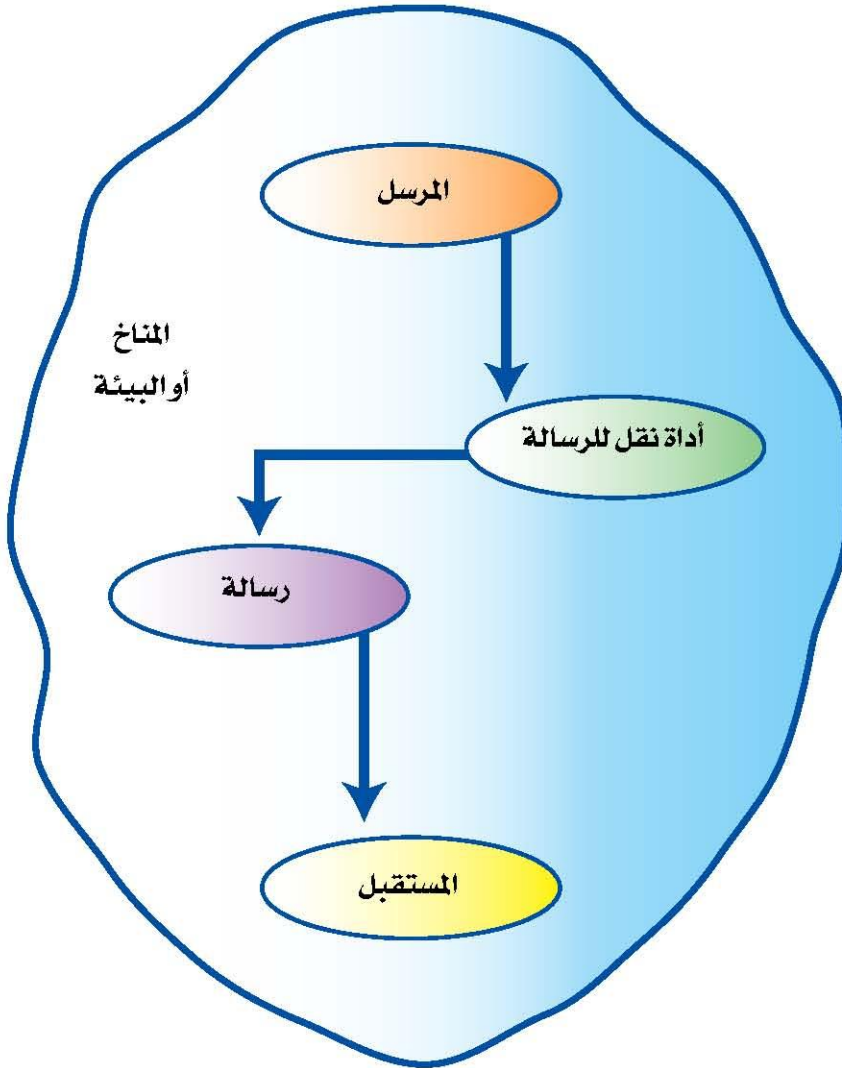 المرسل
المناخ
أو البيئة
أداة نقل للرسالة
رسالة
المستقبل